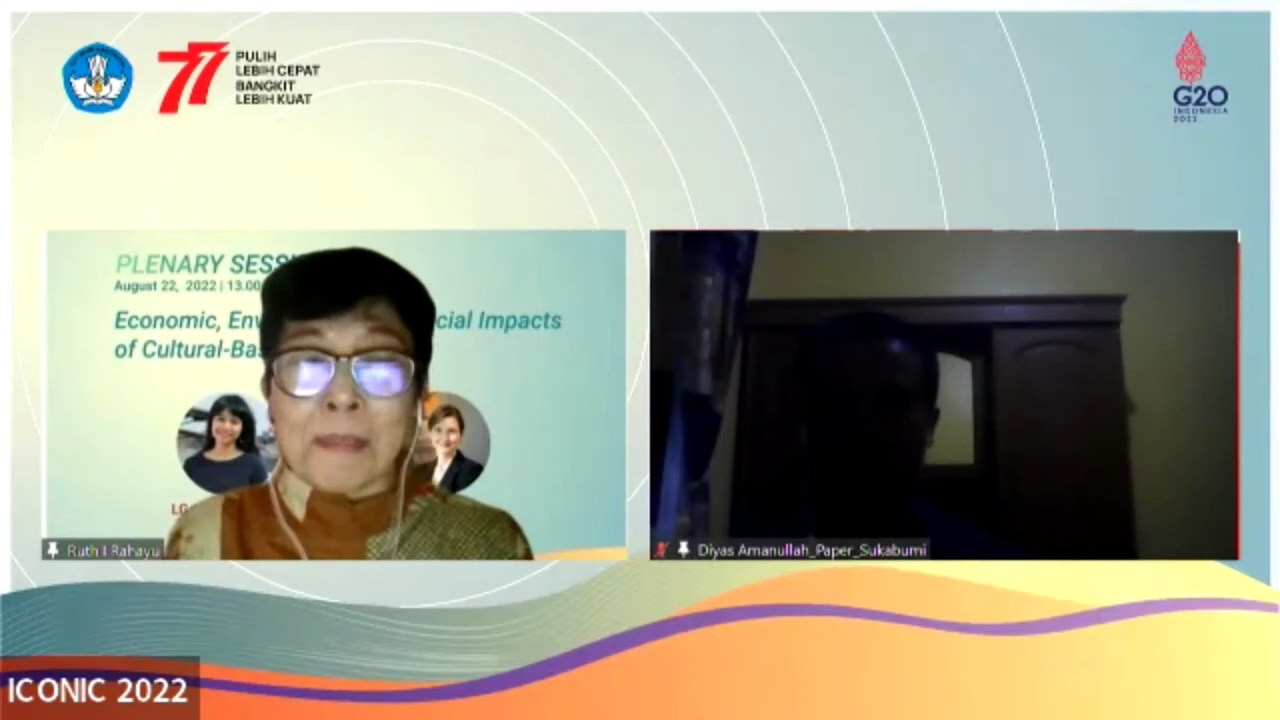 77
PULIH
LEBIH CEPAT
BANGKIT
LEBIH KUAT
G20
INDONESIA
2022
PLENARY SESS
August 22, 2022 | 13.00
Economic, Env cial Impacts
of Cultural-Bas
LG
Ruth I Rahayu
Diyas Amanullah_Paper_Sukabumi
ICONIC 2022